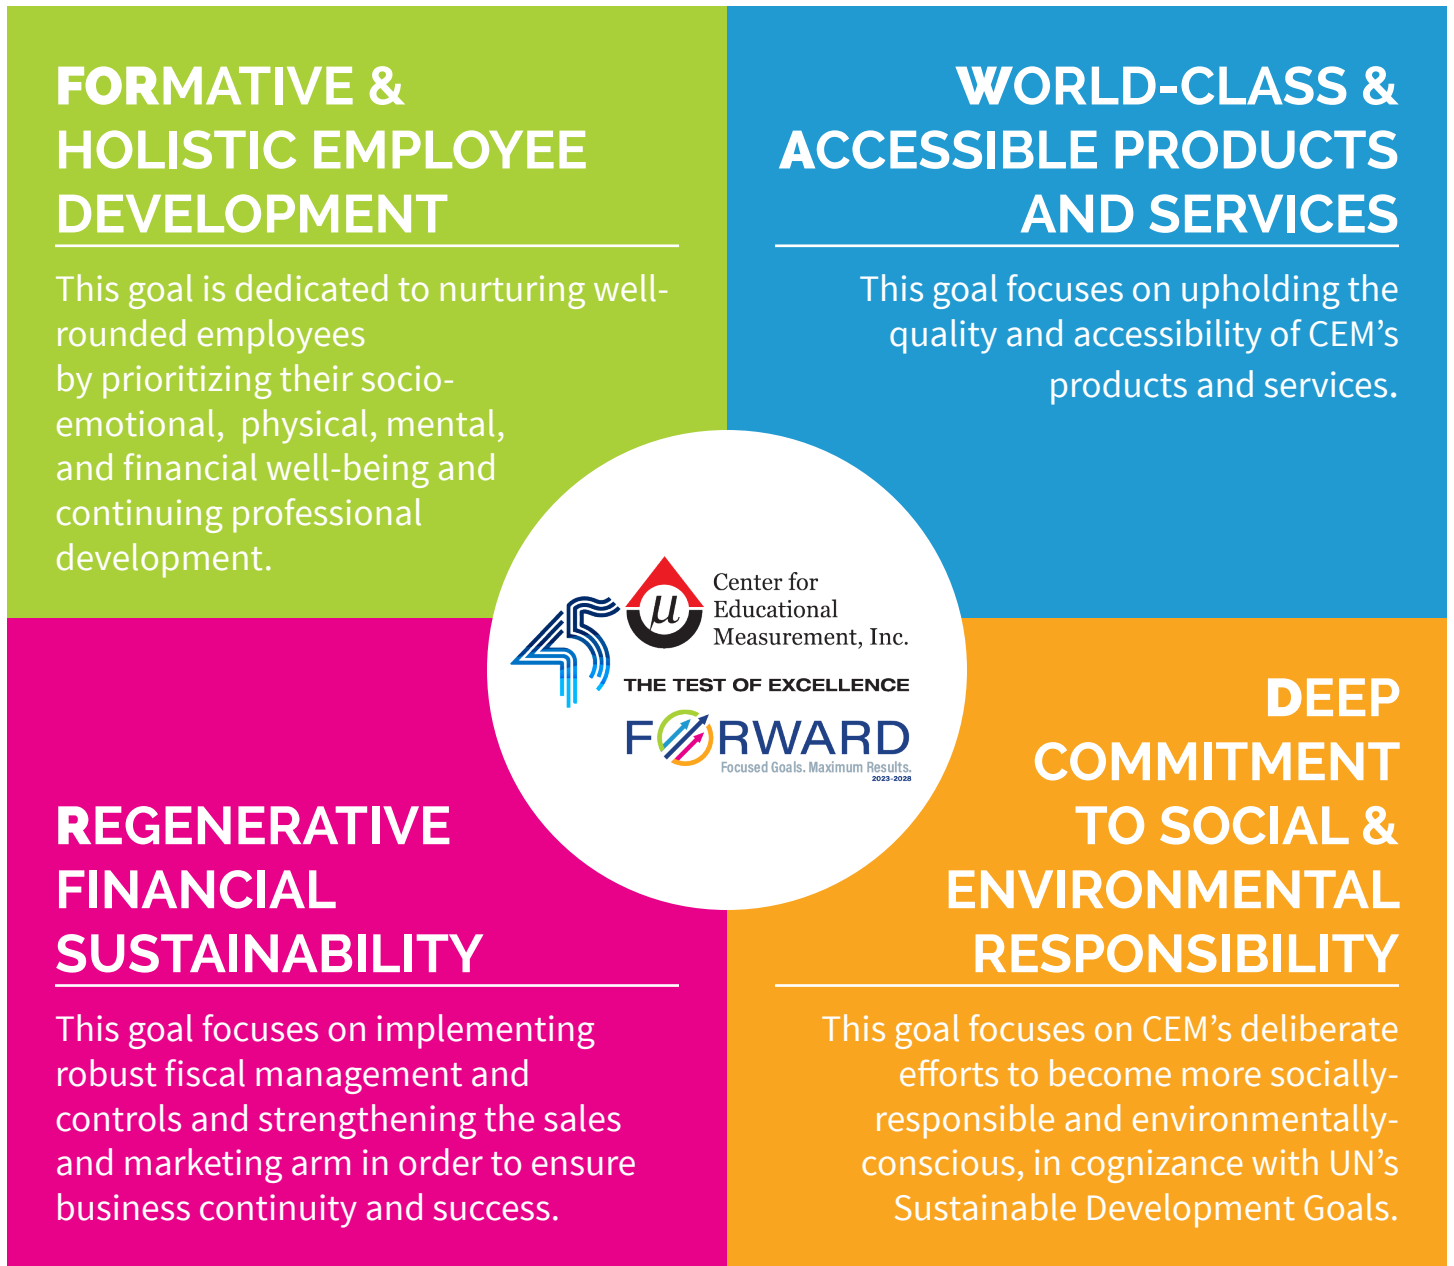 FORMATIVE &
HOLISTIC EMPLOYEE
DEVELOPMENT
This goal is dedicated to nurturing well-
rounded employees
by prioritizing their socio-
emotional, physical, mental,
and financial well-being and
continuing professional
development.
WORLD-CLASS &
ACCESSIBLE PRODUCTS
AND SERVICES
This goal focuses on upholding the
quality and accessibility of CEM’s
products and services.
45
μ
Center for
Educational
Measurement, Inc.
THE TEST OF EXCELLENCE
FORWARD
Focused Goals. Maximum Results.
2023-2028
REGENERATIVE
FINANCIAL
SUSTAINABILITY
This goal focuses on implementing
robust fiscal management and
controls and strengthening the sales
and marketing arm in order to ensure
business continuity and success.
DEEP
COMMITMENT
TO SOCIAL &
ENVIRONMENTAL
RESPONSIBILITY
This goal focuses on CEM’s deliberate
efforts to become more socially-
responsible and environmentally-
conscious, in cognizance with UN’s
Sustainable Development Goals.